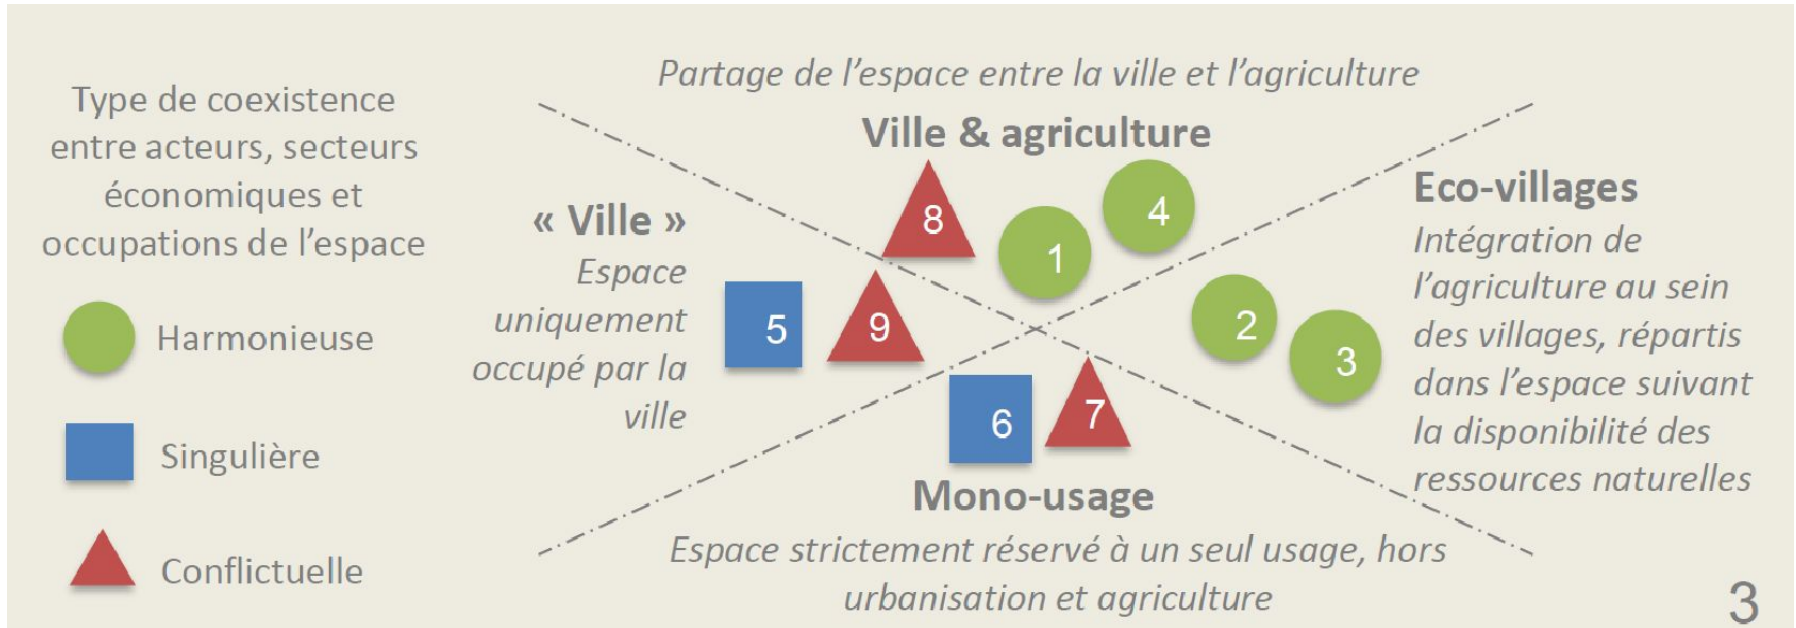 Type de coexistence
entre acteurs, secteurs
économiques et
occupations de l'espace
Harmonieuse
Singulière
Conflictuelle
Partage de l'espace entre la ville et l'agriculture
Ville & agriculture
8
1
4
« Ville »
Espace
uniquement
occupé par la
ville
5
9
Eco-villages
Intégration de
l'agriculture au sein
des villages, répartis
dans l'espace suivant
la disponibilité des
ressources naturelles
2
3
6
7
Mono-usage
Espace strictement réservé à un seul usage, hors
urbanisation et agriculture
3